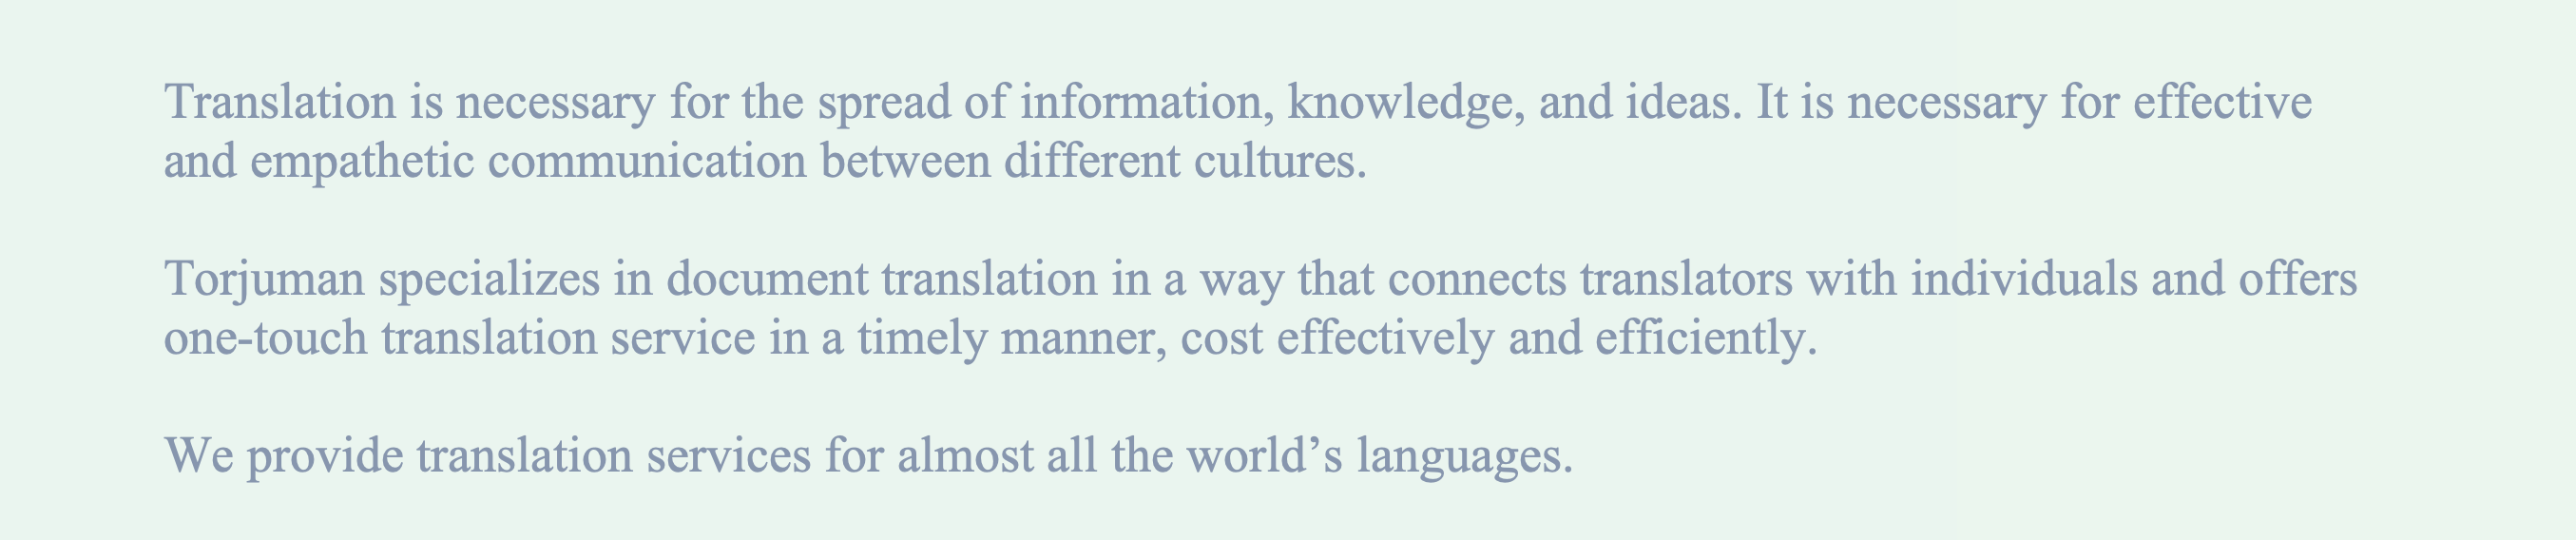 Translation is necessary for the spread of information, knowledge, and ideas. It is necessary for effective
and empathetic communication between different cultures.
Torjuman specializes in document translation in a way that connects translators with individuals and offers
one-touch translation service in a timely manner, cost effectively and efficiently.
We provide translation services for almost all the world’s languages.